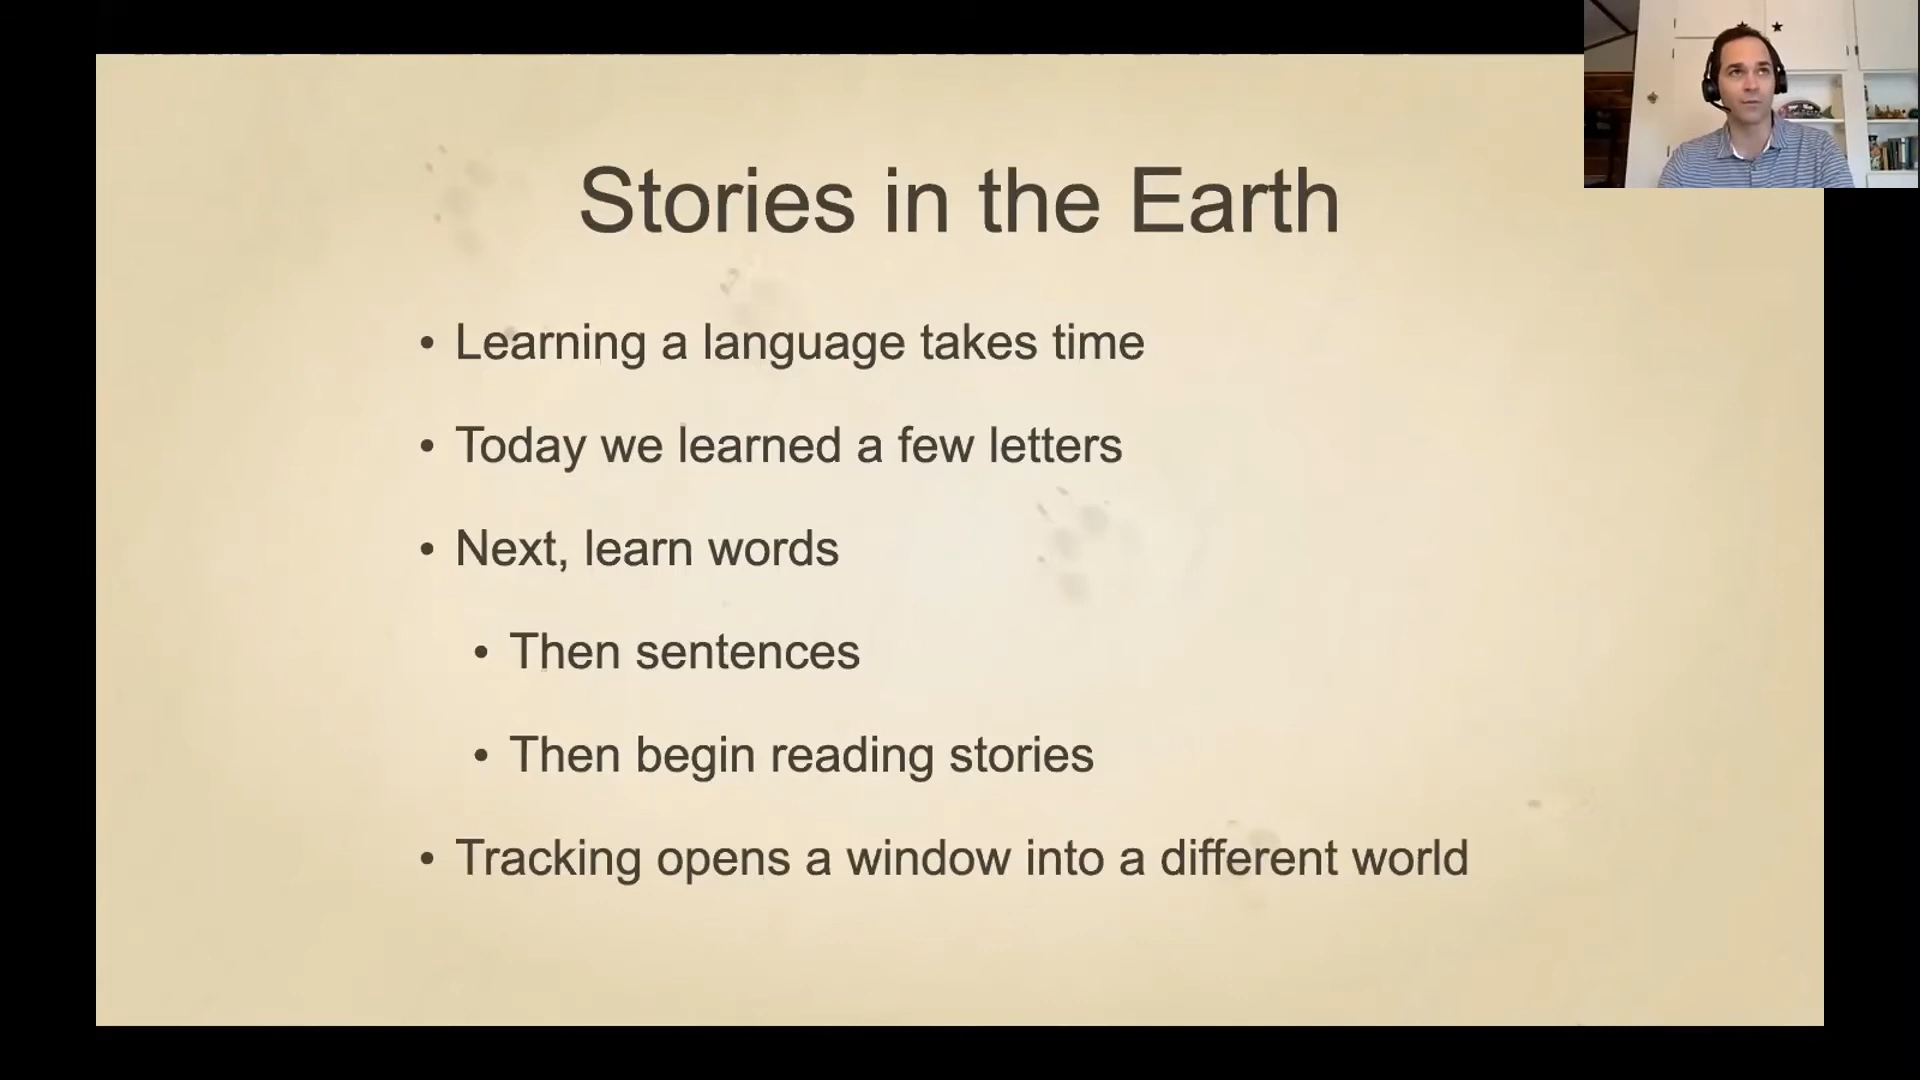 Stories in the Earth
• Learning a language takes time
• Today we learned a few letters
• Next, learn words
• Then sentences
• Then begin reading stories
• Tracking opens a window into a different world